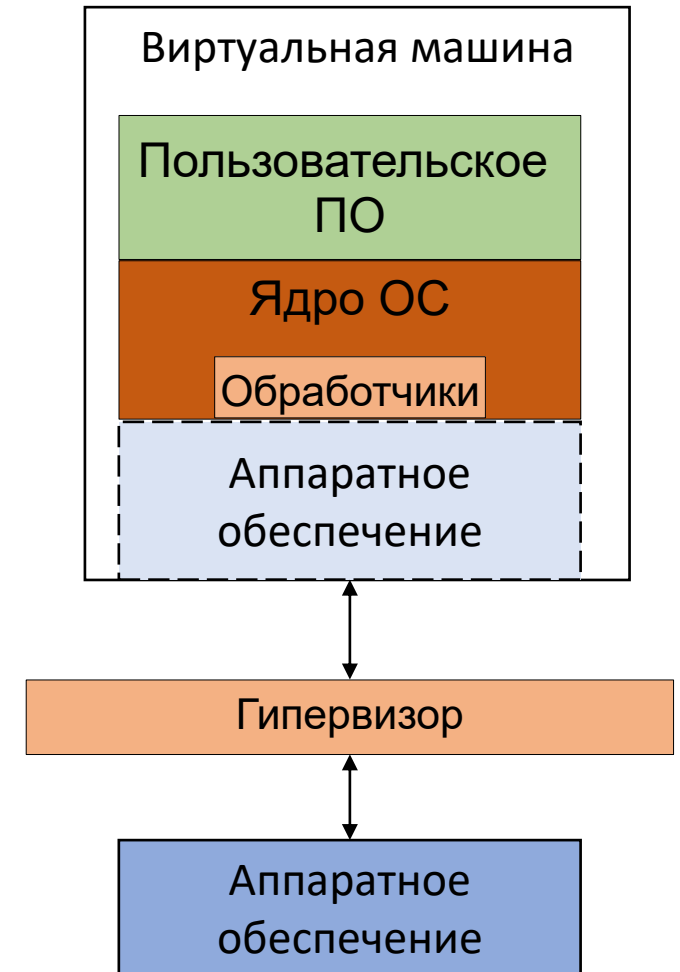 Виртуальная машина
Пользовательское
ПО
Ядро ОС
Обработчики
Аппаратное
обеспечение
Гипервизор
Аппаратное
обеспечение